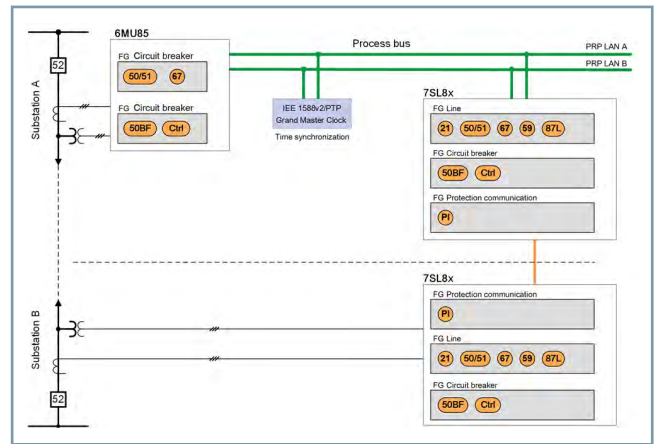 6MU85
FG Circuit breaker
50/51 67
FG Circuit breaker
50BF Ctrl
52
Substation A
Process bus
PRP LAN A
PRP LAN B
IEE 1588v2/PTP
Grand Master Clock
Time synchronization
7SL8x
FG Line
21 50/51 67 59 87L
FG Circuit breaker
50BF Ctrl
FG Protection communication
PI
7SL8x
FG Protection communication
PI
FG Line
21 50/51 67 59 87L
FG Circuit breaker
50BF Ctrl
Substation B
52